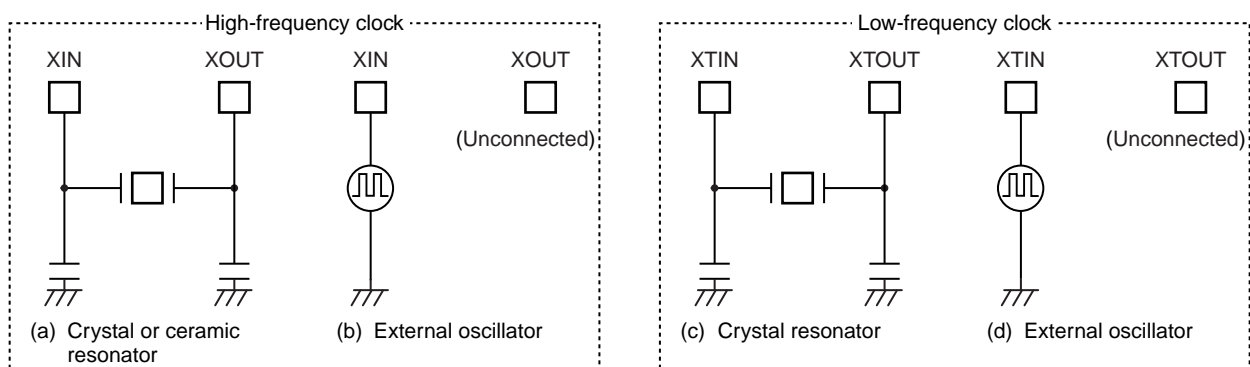 High-frequency clock
XIN XOUT XIN XOUT
(Unconnected)
(a) Crystal or ceramic
resonator
(b) External oscillator
Low-frequency clock
XTIN XTOUT XTIN XTOUT
(Unconnected)
(c) Crystal resonator
(d) External oscillator